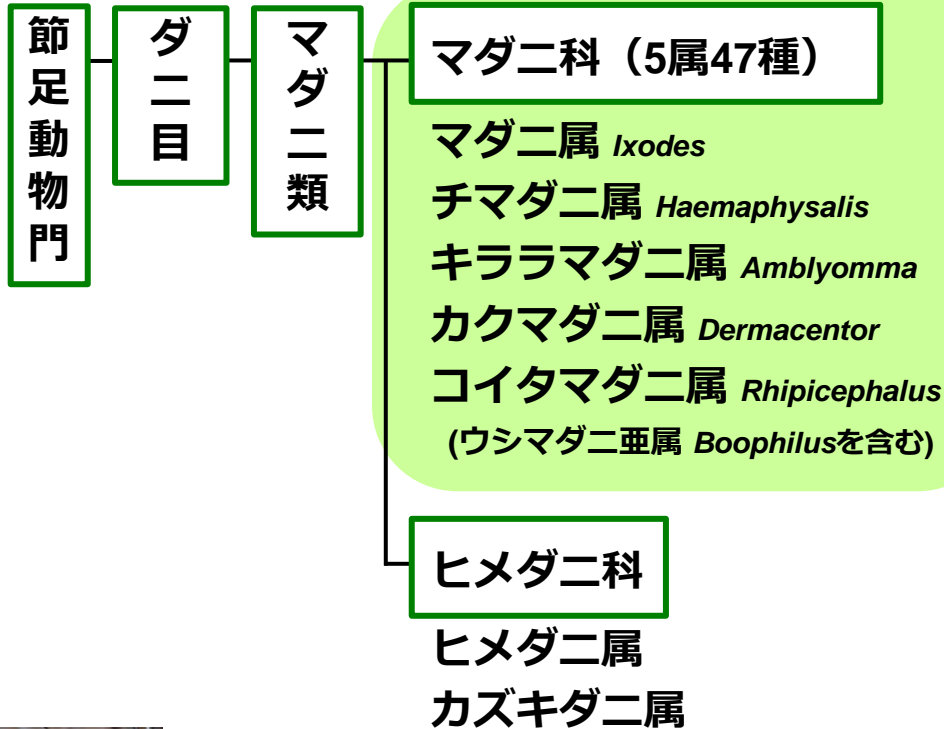 節足動物門
ダニ目
マダニ類
マダニ科（5属47種）
マダニ属 Ixodes
チマダニ属 Haemaphysalis
キララマダニ属 Amblyomma
カクマダニ属 Dermacentor
コイタマダニ属 Rhipicephalus
(ウシマダニ亜属 Boophilusを含む)
ヒメダニ科
ヒメダニ属
カズキダニ属